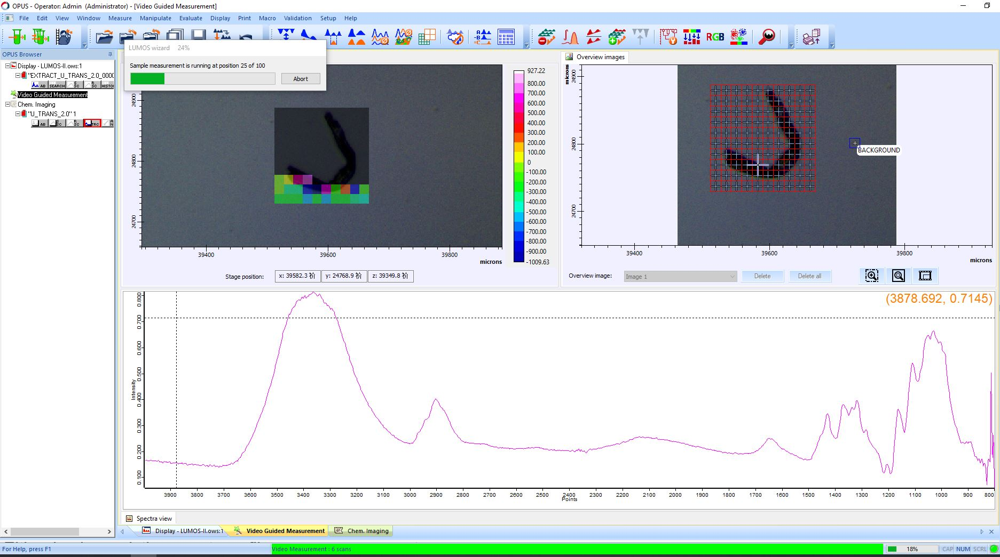 OPUS - Operator: Admin (Administrator) - [Video Guided Measurement]
File Edit View Window Measure Manipulate Evaluate Display Print Macro Validation Setup Help
RGB
OPUS Browser
Display - LUMOS-II.ows:1
"EXTRACT_U_TRANS_2.0_0000
AB SEARCH SC SC HISTO
Video Guided Measurement
Chem. Imaging
"U_TRANS_2.0" 1
AB SC SC TRC
LUMOS wizard 24%
Sample measurement is running at position 25 of 100
Abort
24900
24800
24700
39400 39600 39800
microns
927.22
800.00
700.00
600.00
500.00
400.00
300.00
200.00
100.00
0
-100.00
-200.00
-300.00
-400.00
-500.00
-600.00
-700.00
-800.00
-900.00
-1009.63
Stage position: x: 39582.3 阶 y: 24768.9 阶 z: 39349.8 阶
Overview images
microns
24900
24800
24700
BACKGROUND
39400 39600 39800
microns
Overview image: Image 1 Delete Delete all
(3878.692, 0.7145)
Intensity
0.800
0.700
0.600
0.500
0.400
0.300
0.200
0.100
3900 3800 3700 3600 3500 3400 3300 3200 3100 3000 2900 2800 2700 2600 2500 2400 2300 2200 2100 2000 1900 1800 1700 1600 1500 1400 1300 1200 1100 1000 900 800
Points
Spectra view
Display - LUMOS-II.ows:1 Video Guided Measurement Chem. Imaging
For Help, press F1 Video Measurement : 6 scans 18% CAP NUM SCRL